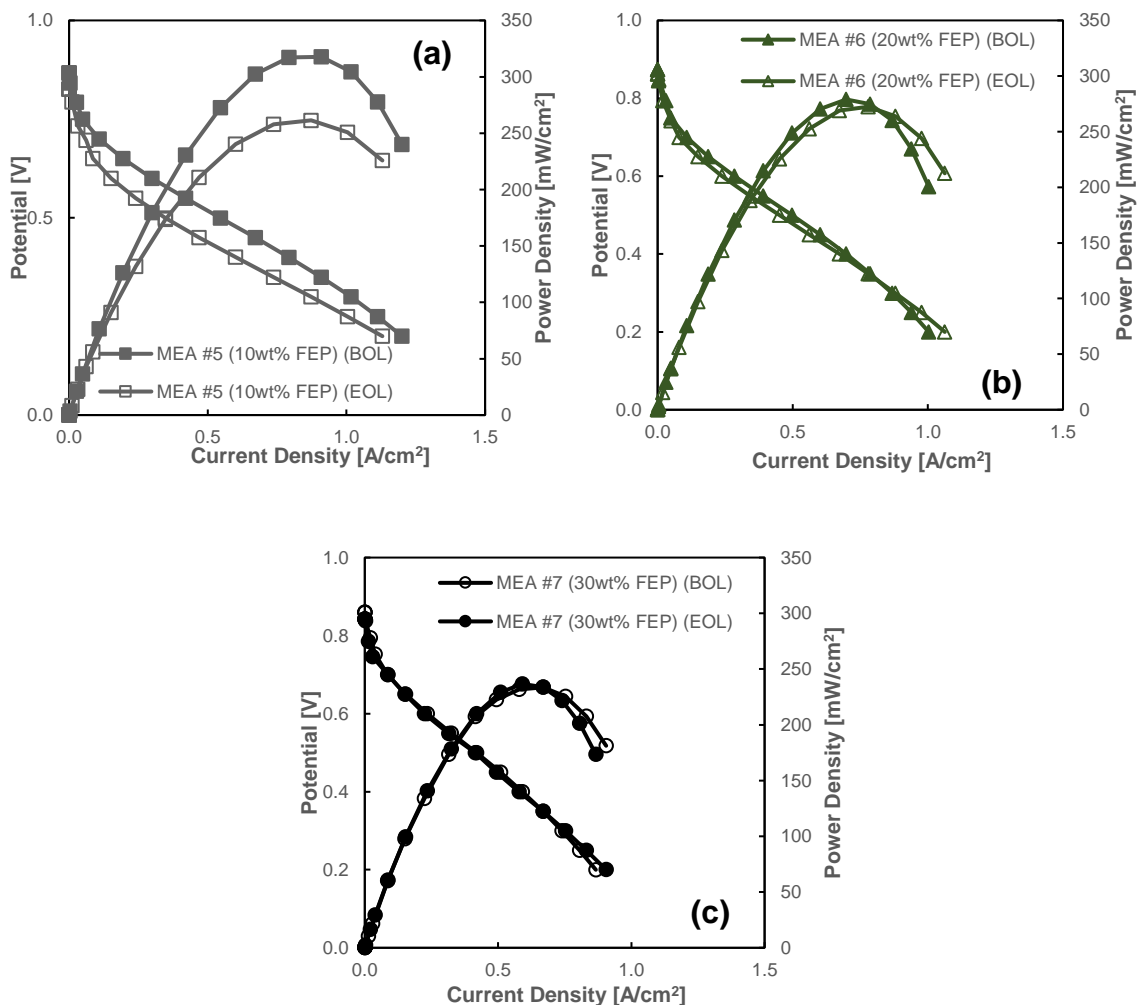 (a)
1.0
0.5
0.0
Potential [V]
350
300
250
200
150
100
50
0
Power Density [mW/cm²]
MEA #5 (10wt% FEP) (BOL)
MEA #5 (10wt% FEP) (EOL)
0.0 0.5 1.0 1.5
Current Density [A/cm²]
(b)
1.0
0.8
0.6
0.4
0.2
0.0
Potential [V]
350
300
250
200
150
100
50
0
Power Density [mW/cm²]
MEA #6 (20wt% FEP) (BOL)
MEA #6 (20wt% FEP) (EOL)
0.0 0.5 1.0 1.5
Current Density [A/cm²]
(c)
1.0
0.8
0.6
0.4
0.2
0.0
Potential [V]
350
300
250
200
150
100
50
0
Power Density [mW/cm²]
MEA #7 (30wt% FEP) (BOL)
MEA #7 (30wt% FEP) (EOL)
0.0 0.5 1.0 1.5
Current Density [A/cm²]